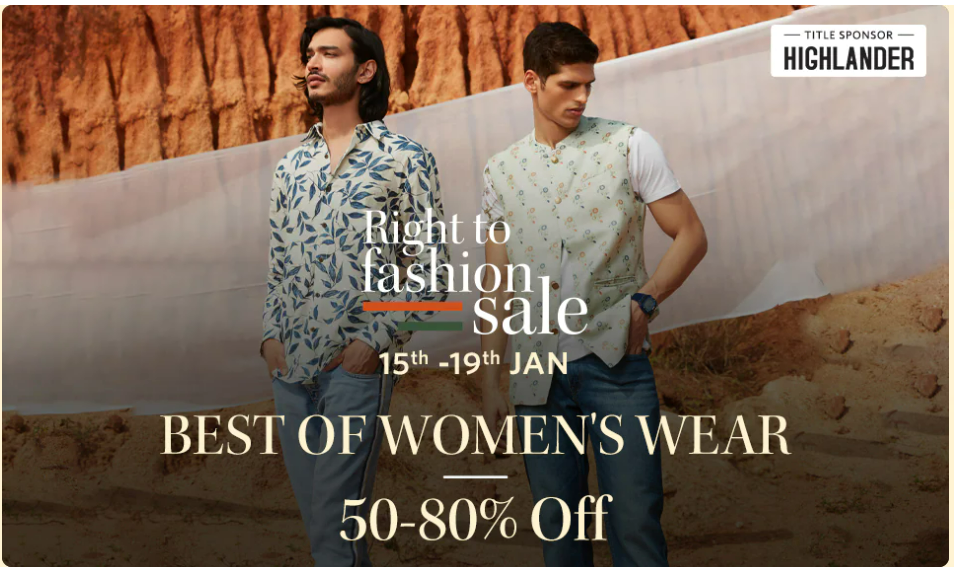 TITLE SPONSOR
HIGHLANDER
Right to
fashion
sale
15th -19th JAN
BEST OF WOMEN'S WEAR
50-80% Off